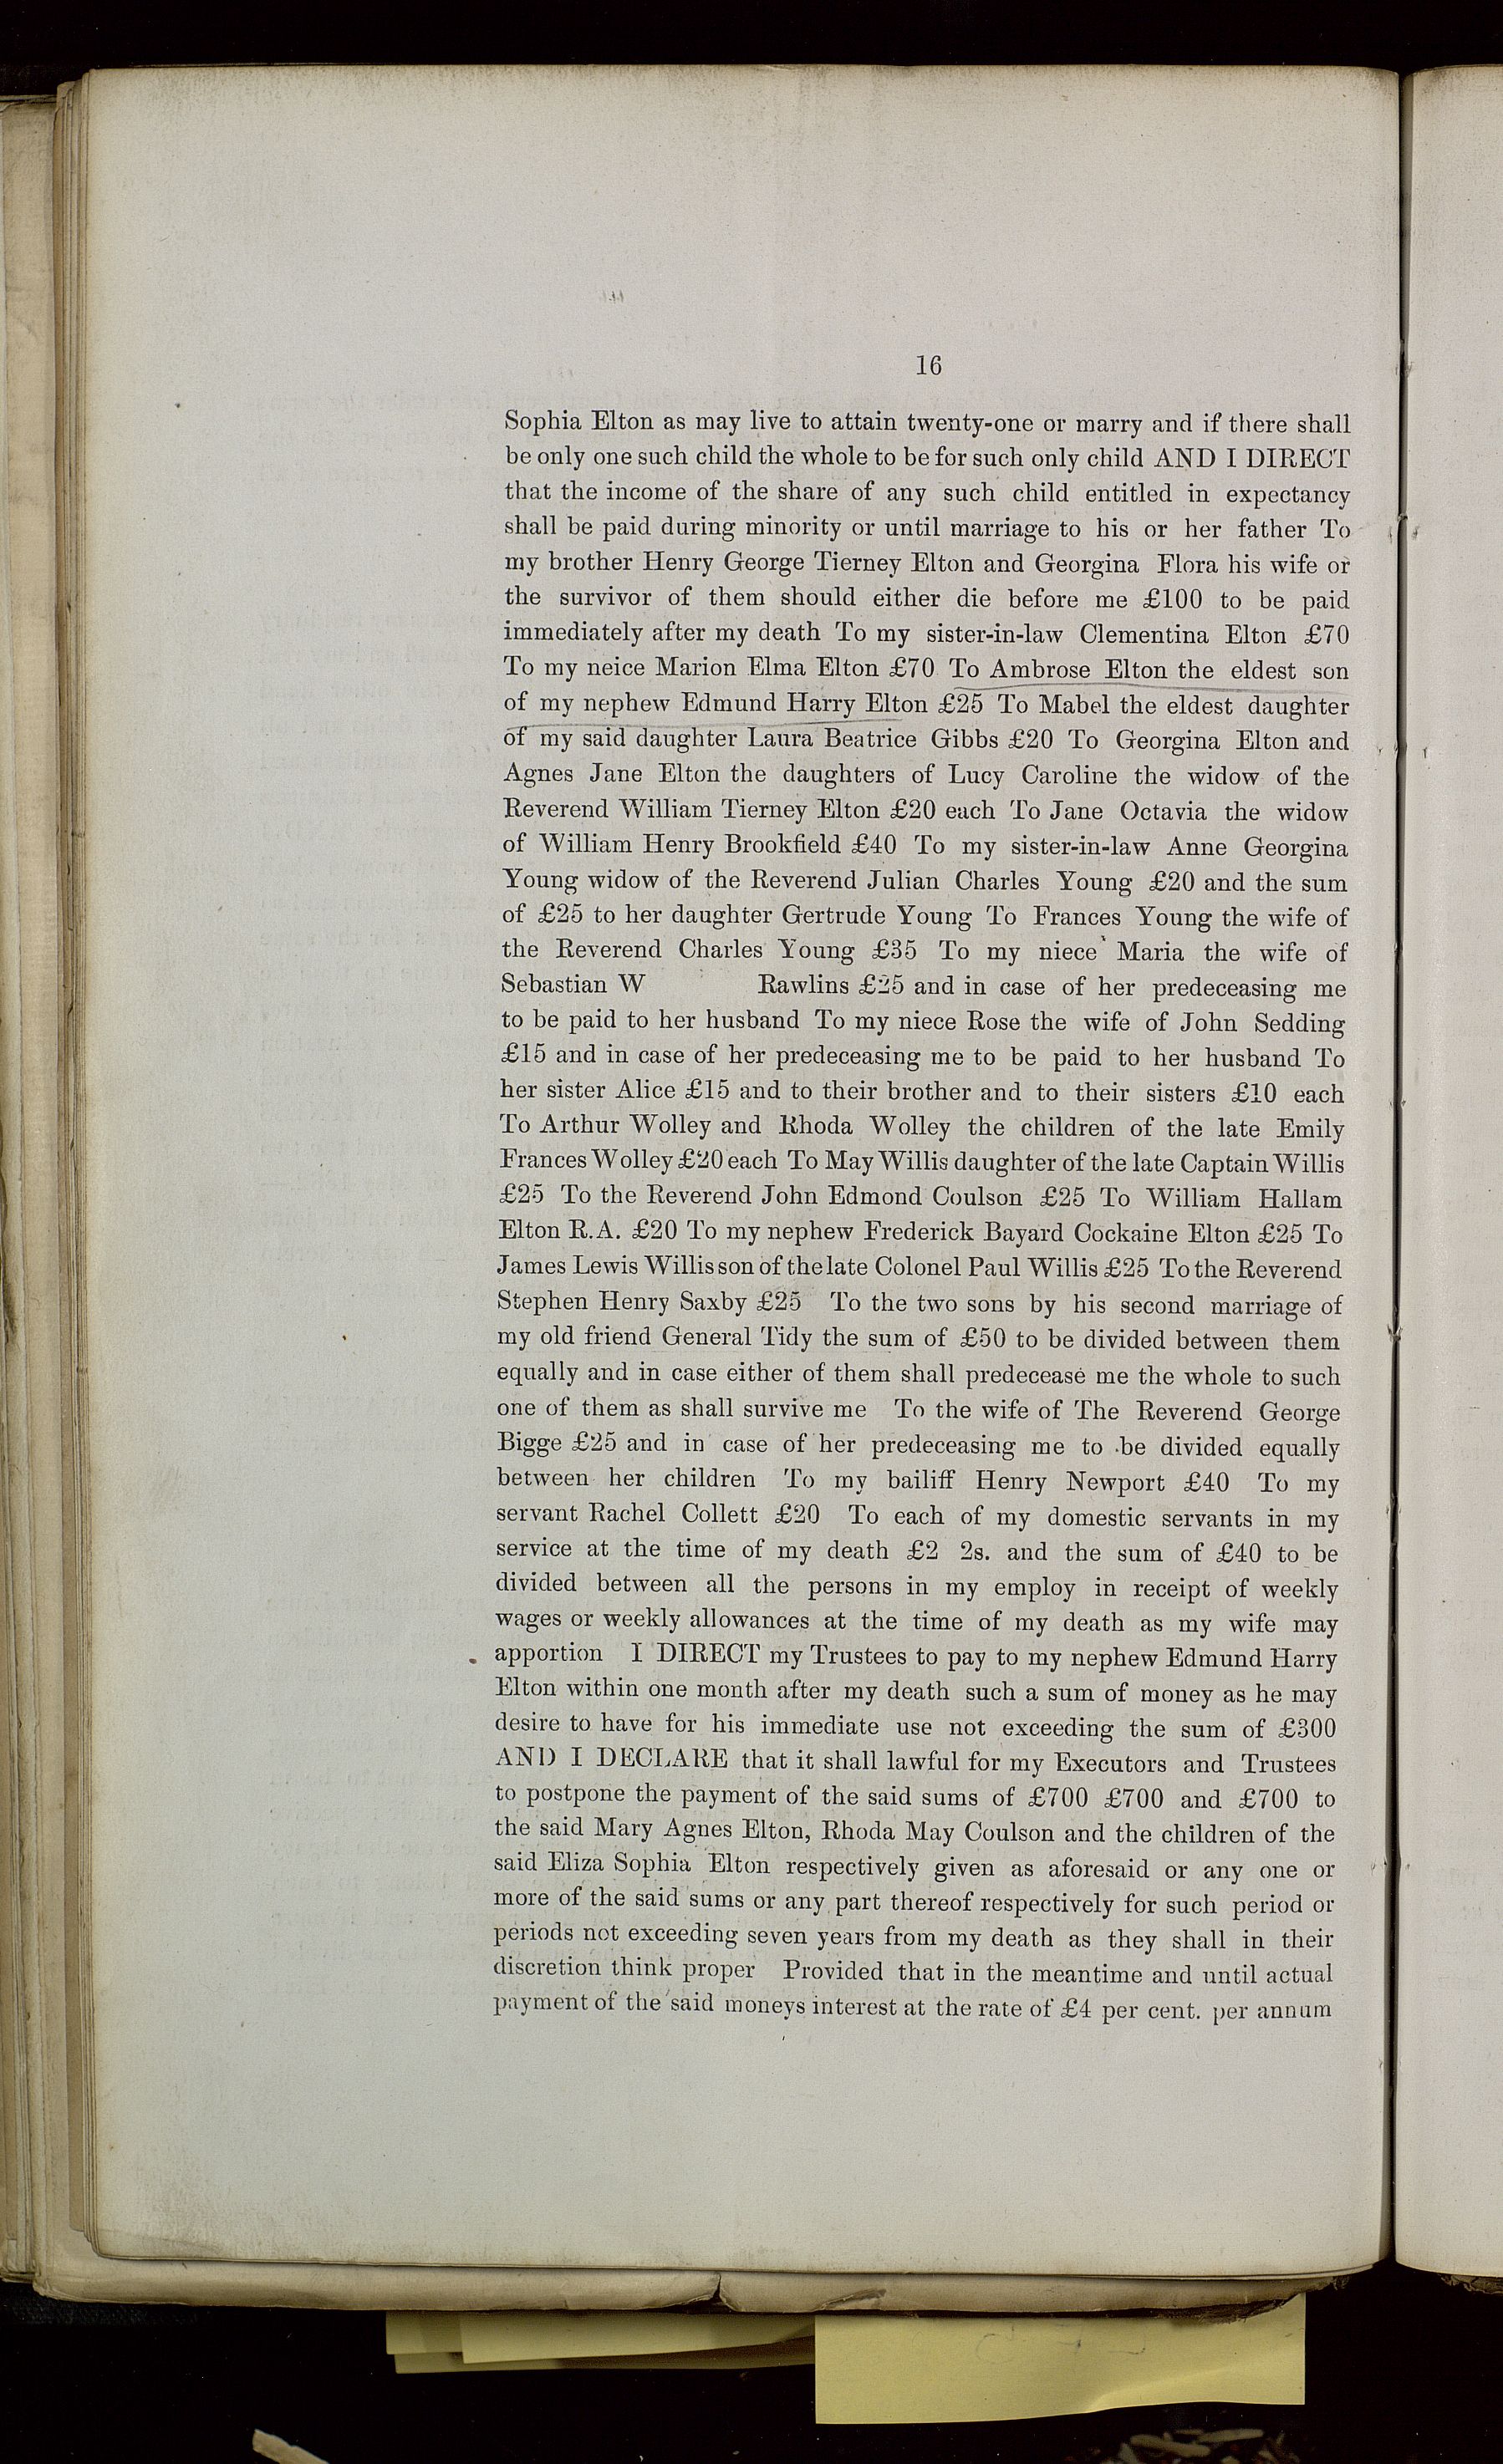 16
Sophia Elton as may live to attain twenty-one or marry and if there shall
be only one such child the whole to be for such only child AND I DIRECT
that the income of the share of any such child entitled in expectancy
shall be paid during minority or until marriage to his or her father To
my brother Henry George Tierney Elton and Georgina Flora his wife or
the survivor of them should either die before me £100 to be paid
immediately after my death To my sister-in-law Clementina Elton £70
To my neice Marion Elma Elton £70 To Ambrose Elton the eldest son
of my nephew Edmund Harry Elton £25 To Mabel the eldest daughter
of my said daughter Laura Beatrice Gibbs £20 To Georgina Elton and
Agnes Jane Elton the daughters of Lucy Caroline the widow of the
Reverend William Tierney Elton £20 each To Jane Octavia the widow
of William Henry Brookfield £40 To my sister-in-law Anne Georgina
Young widow of the Reverend Julian Charles Young £20 and the sum
of £25 to her daughter Gertrude Young To Frances Young the wife of
the Reverend Charles Young £35 To my niece Maria the wife of
Sebastian W Rawlins £25 and in case of her predeceasing me
to be paid to her husband To my niece Rose the wife of John Sedding
£15 and in case of her predeceasing me to be paid to her husband To
her sister Alice £15 and to their brother and to their sisters £10 each
To Arthur Wolley and Rhoda Wolley the children of the late Emily
Frances Wolley £20 each To May Willis daughter of the late Captain Willis
£25 To the Reverend John Edmond Coulson £25 To William Hallam
Elton R.A. £20 To my nephew Frederick Bayard Cockaine Elton £25 To
James Lewis Willis son of the late Colonel Paul Willis £25 To the Reverend
Stephen Henry Saxby £25 To the two sons by his second marriage of
my old friend General Tidy the sum of £50 to be divided between them
equally and in case either of them shall predecease me the whole to such
one of them as shall survive me To the wife of The Reverend George
Bigge £25 and in case of her predeceasing me to be divided equally
between her children To my bailiff Henry Newport £40 To my
servant Rachel Collett £20 To each of my domestic servants in my
service at the time of my death £2 2s. and the sum of £40 to be
divided between all the persons in my employ in receipt of weekly
wages or weekly allowances at the time of my death as my wife may
apportion I DIRECT my Trustees to pay to my nephew Edmund Harry
Elton within one month after my death such a sum of money as he may
desire to have for his immediate use not exceeding the sum of £300
AND I DECLARE that it shall lawful for my Executors and Trustees
to postpone the payment of the said sums of £700 £700 and £700 to
the said Mary Agnes Elton, Rhoda May Coulson and the children of the
said Eliza Sophia Elton respectively given as aforesaid or any one or
more of the said sums or any part thereof respectively for such period or
periods not exceeding seven years from my death as they shall in their
discretion think proper Provided that in the meantime and until actual
payment of the said moneys interest at the rate of £4 per cent. per annum